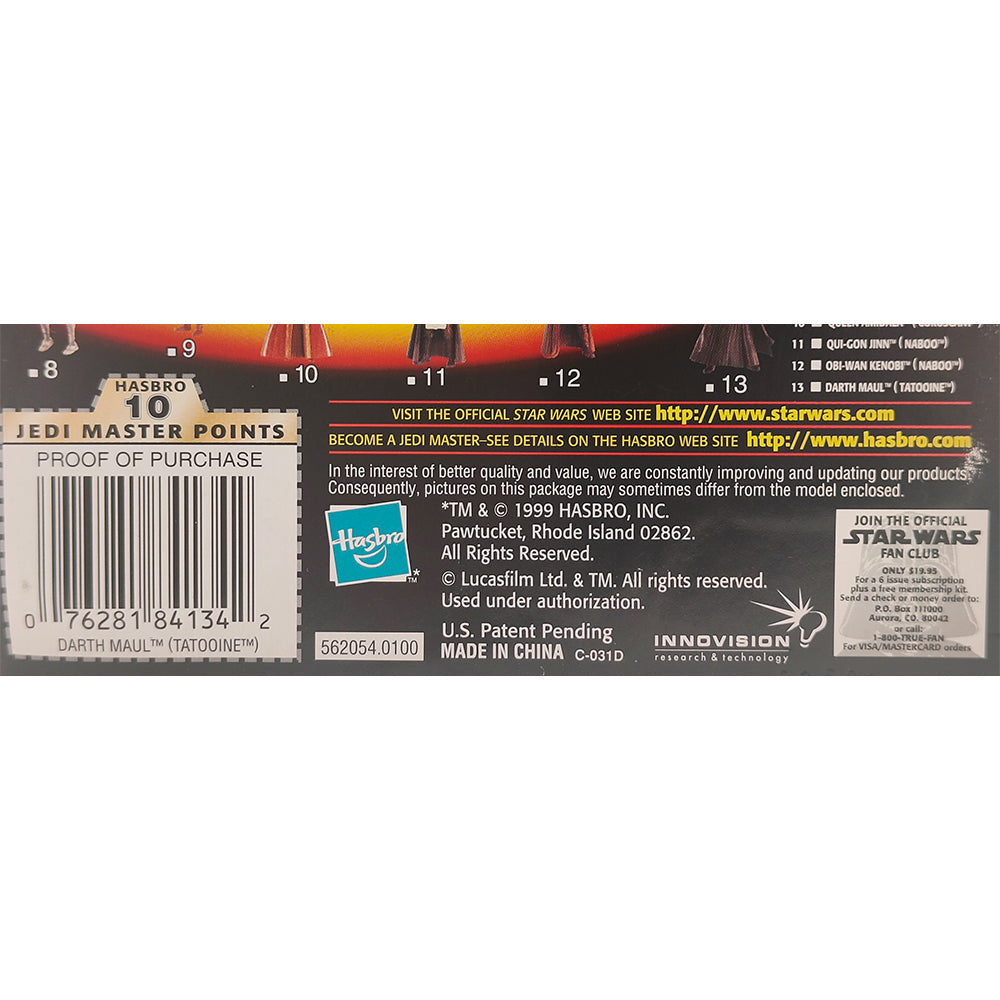 10 ■ QUEEN AMIDALA™ (CORUSCANT™)
11 ■ QUI-GON JINN™ (NABOO™)
12 ■ OBI-WAN KENOBI™ (NABOO™)
13 ■ DARTH MAUL™ (TATOOINE™)
8
9
10
11
12
13
HASBRO
10
JEDI MASTER POINTS
PROOF OF PURCHASE
0 76281 84134 2
DARTH MAUL™ (TATOOINE™)
VISIT THE OFFICIAL STAR WARS WEB SITE http://www.starwars.com
BECOME A JEDI MASTER–SEE DETAILS ON THE HASBRO WEB SITE http://www.hasbro.com
In the interest of better quality and value, we are constantly improving and updating our products.
Consequently, pictures on this package may sometimes differ from the model enclosed.
Hasbro
™*
*TM & © 1999 HASBRO, INC.
Pawtucket, Rhode Island 02862.
All Rights Reserved.
© Lucasfilm Ltd. & TM. All rights reserved.
Used under authorization.
562054.0100
U.S. Patent Pending
MADE IN CHINA C-031D
INNOVISION
research & technology
JOIN THE OFFICIAL
STAR WARS
FAN CLUB
ONLY $19.95
For a 6 issue subscription
plus a free membership kit.
Send a check or money order to:
P.O. Box 111000
Aurora, CO. 80042
or call:
1-800-TRUE-FAN
For VISA/MASTERCARD orders